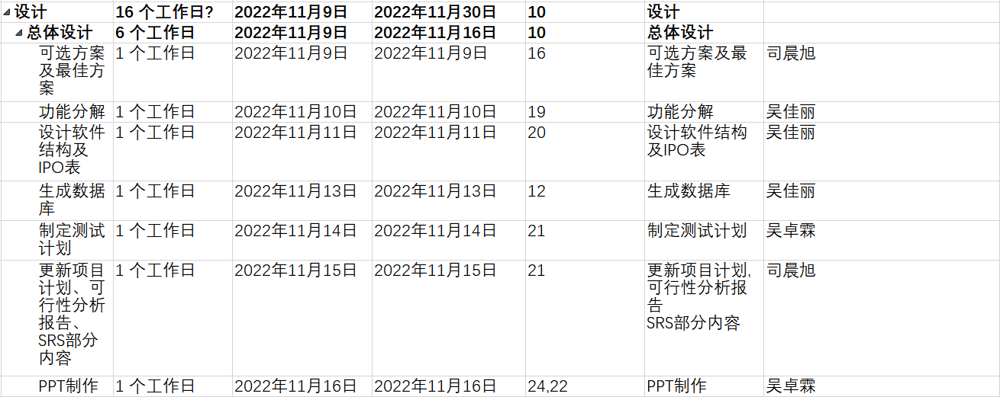 设计 16 个工作日? 2022年11月9日 2022年11月30日 10 设计
总体设计 6 个工作日 2022年11月9日 2022年11月16日 10 总体设计
可选方案 1 个工作日 2022年11月9日 2022年11月9日 16 可选方案及最 司晨旭
及最佳方 佳方案
案
功能分解 1 个工作日 2022年11月10日 2022年11月10日 19 功能分解 吴佳丽
设计软件 1 个工作日 2022年11月11日 2022年11月11日 20 设计软件结构 吴佳丽
结构及 及IPO表
IPO表
生成数据 1 个工作日 2022年11月13日 2022年11月13日 12 生成数据库 吴佳丽
库
制定测试 1 个工作日 2022年11月14日 2022年11月14日 21 制定测试计划 吴卓霖
计划
更新项目 1 个工作日 2022年11月15日 2022年11月15日 21 更新项目计划, 司晨旭
计划、可 可行性分析报
行性分析 告
报告、 SRS部分内容
SRS部分
内容
PPT制作 1 个工作日 2022年11月16日 2022年11月16日 24,22 PPT制作 吴卓霖